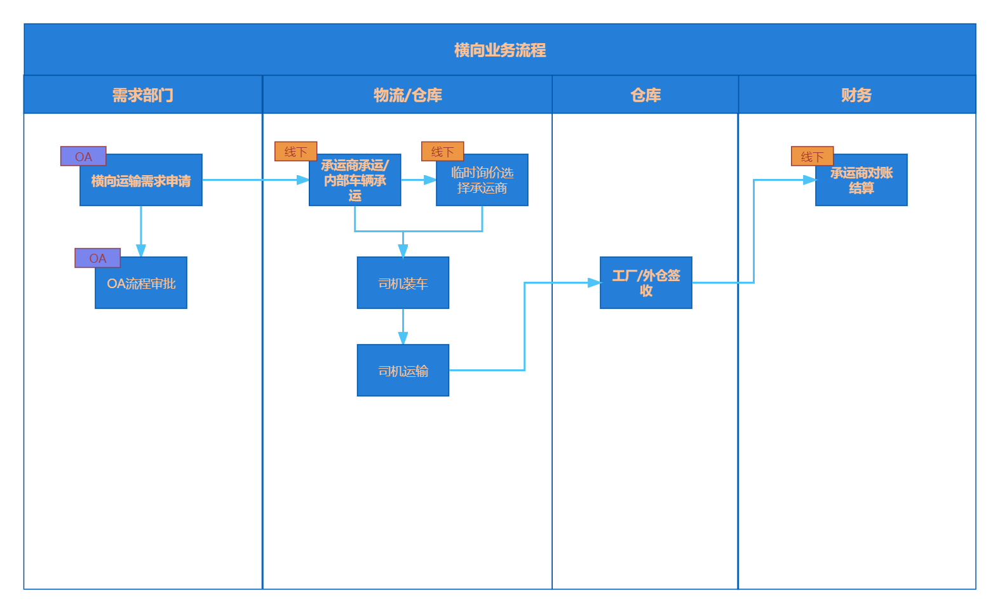 横向业务流程
需求部门
物流/仓库
仓库
财务
OA
横向运输需求申请
线下
承运商承运/
内部车辆承
运
线下
临时询价选
择承运商
线下
承运商对账
结算
OA
OA流程审批
司机装车
工厂/外仓签
收
司机运输